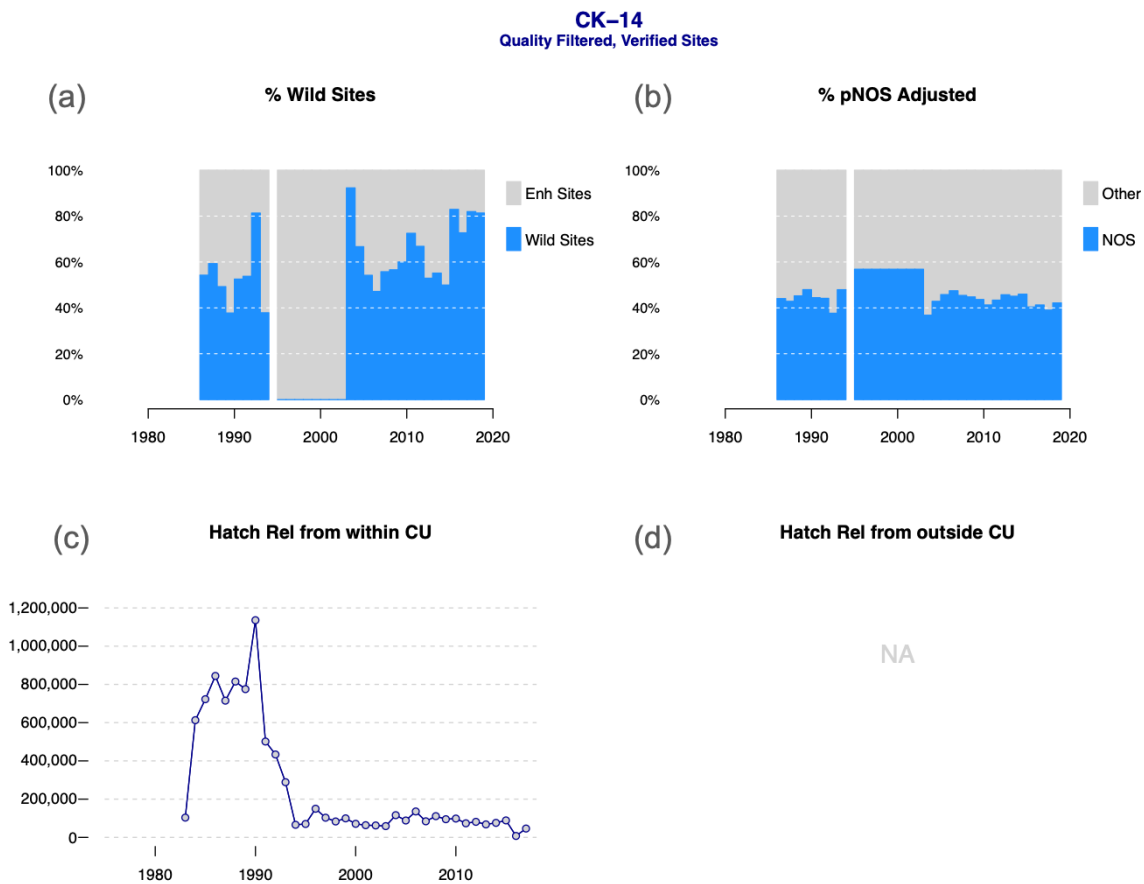 CK−14
Quality Filtered, Verified Sites
(a)
% Wild Sites
100%
80%
60%
40%
20%
0%
1980 1990 2000 2010 2020
Enh Sites
Wild Sites
(b)
% pNOS Adjusted
100%
80%
60%
40%
20%
0%
1980 1990 2000 2010 2020
Other
NOS
(c)
Hatch Rel from within CU
1,200,000
1,000,000
800,000
600,000
400,000
200,000
0
1980 1990 2000 2010
(d)
Hatch Rel from outside CU
NA